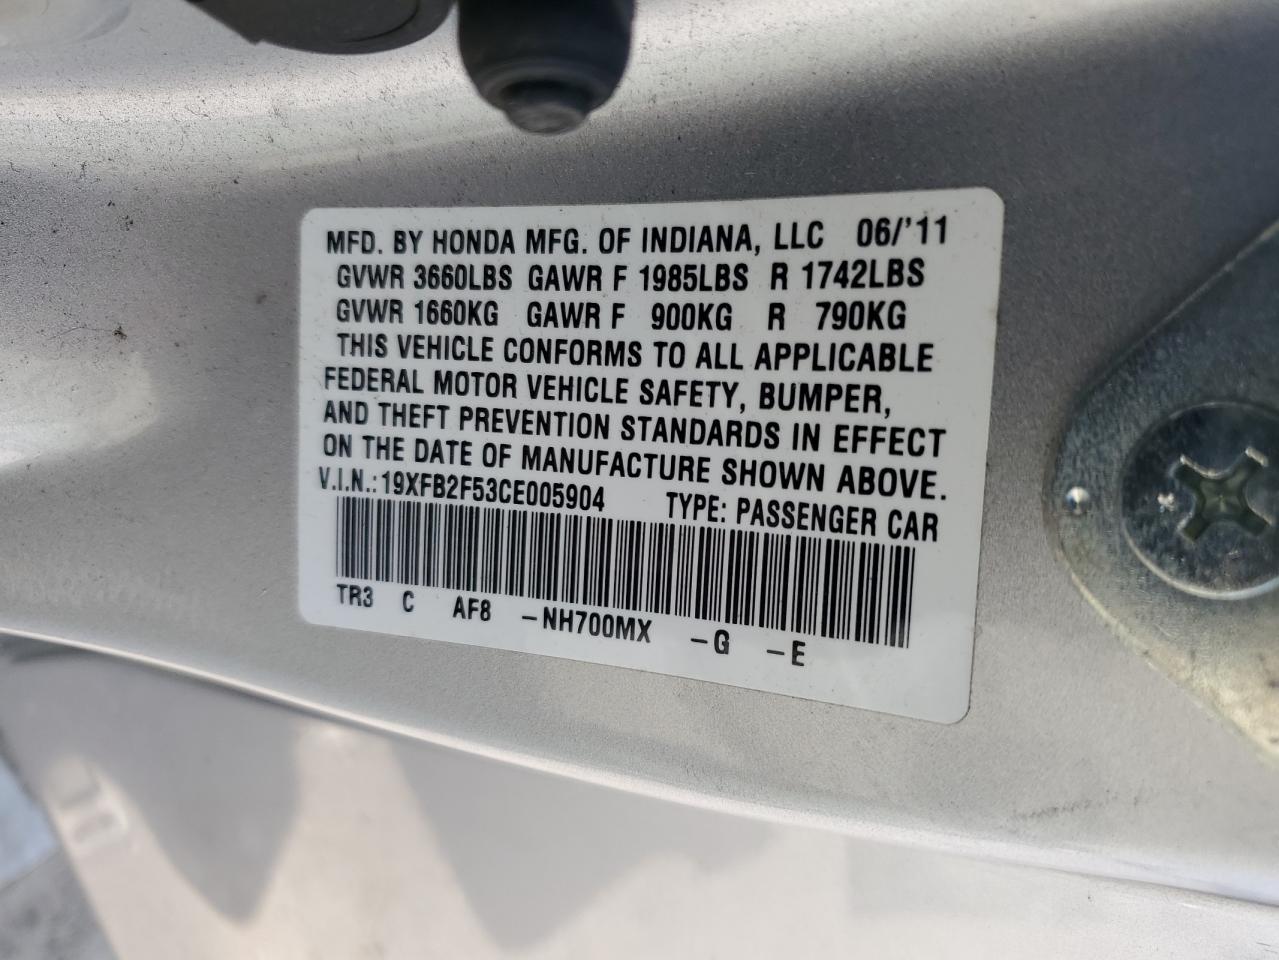 MFD. BY HONDA MFG. OF INDIANA, LLC 06/'11
GVWR 3660LBS GAWR F 1985LBS R 1742LBS
GVWR 1660KG GAWR F 900KG R 790KG
THIS VEHICLE CONFORMS TO ALL APPLICABLE
FEDERAL MOTOR VEHICLE SAFETY, BUMPER,
AND THEFT PREVENTION STANDARDS IN EFFECT
ON THE DATE OF MANUFACTURE SHOWN ABOVE.
V.I.N.:19XFB2F53CE005904 TYPE: PASSENGER CAR
TR3 C AF8 -NH700MX -G -E